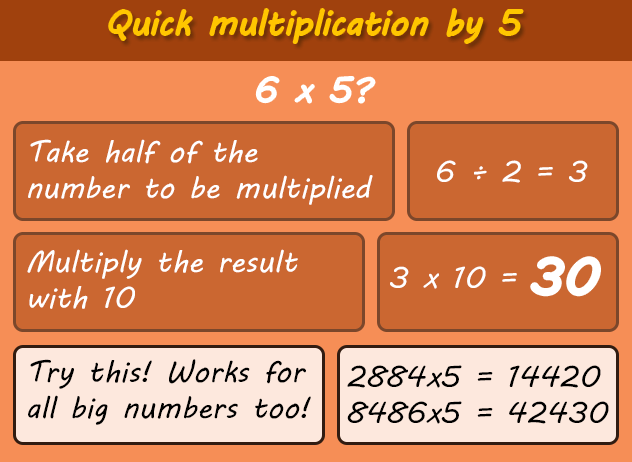 Quick multiplication by 5
6 x 5?
Take half of the
number to be multiplied
6 ÷ 2 = 3
Multiply the result
with 10
3 x 10 = 30
Try this! Works for
all big numbers too!
2884x5 = 14420
8486x5 = 42430